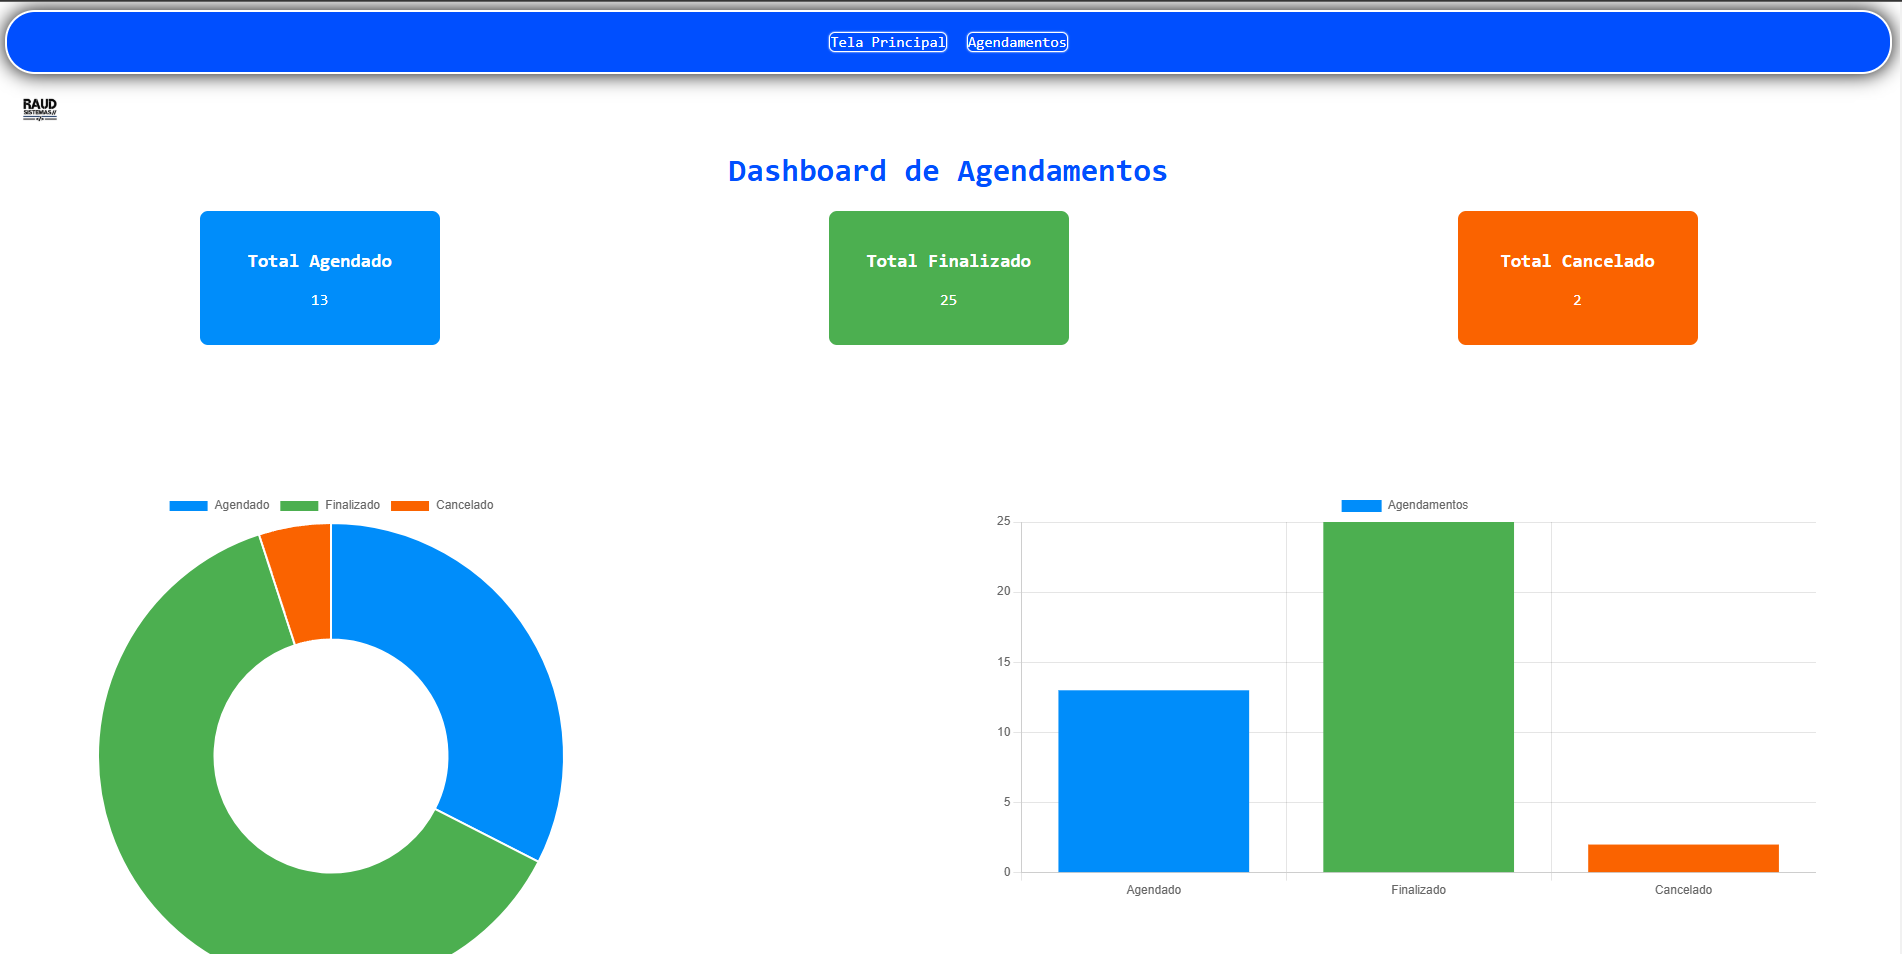 Tela Principal Agendamentos
RAUD
SISTEMAS//
</>
Dashboard de Agendamentos
Total Agendado
13
Total Finalizado
25
Total Cancelado
2
Agendado Finalizado Cancelado
Agendamentos
25
20
15
10
5
0
Agendado Finalizado Cancelado